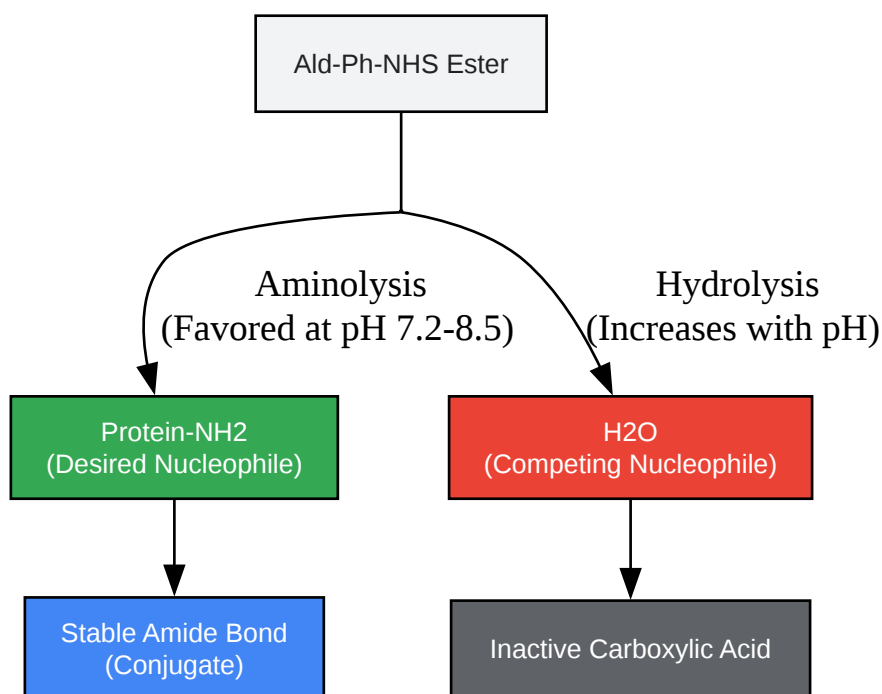 Ald-Ph-NHS Ester
Aminolysis
(Favored at pH 7.2-8.5)
Hydrolysis
(Increases with pH)
Protein-NH2
(Desired Nucleophile)
H2O
(Competing Nucleophile)
Stable Amide Bond
(Conjugate)
Inactive Carboxylic Acid